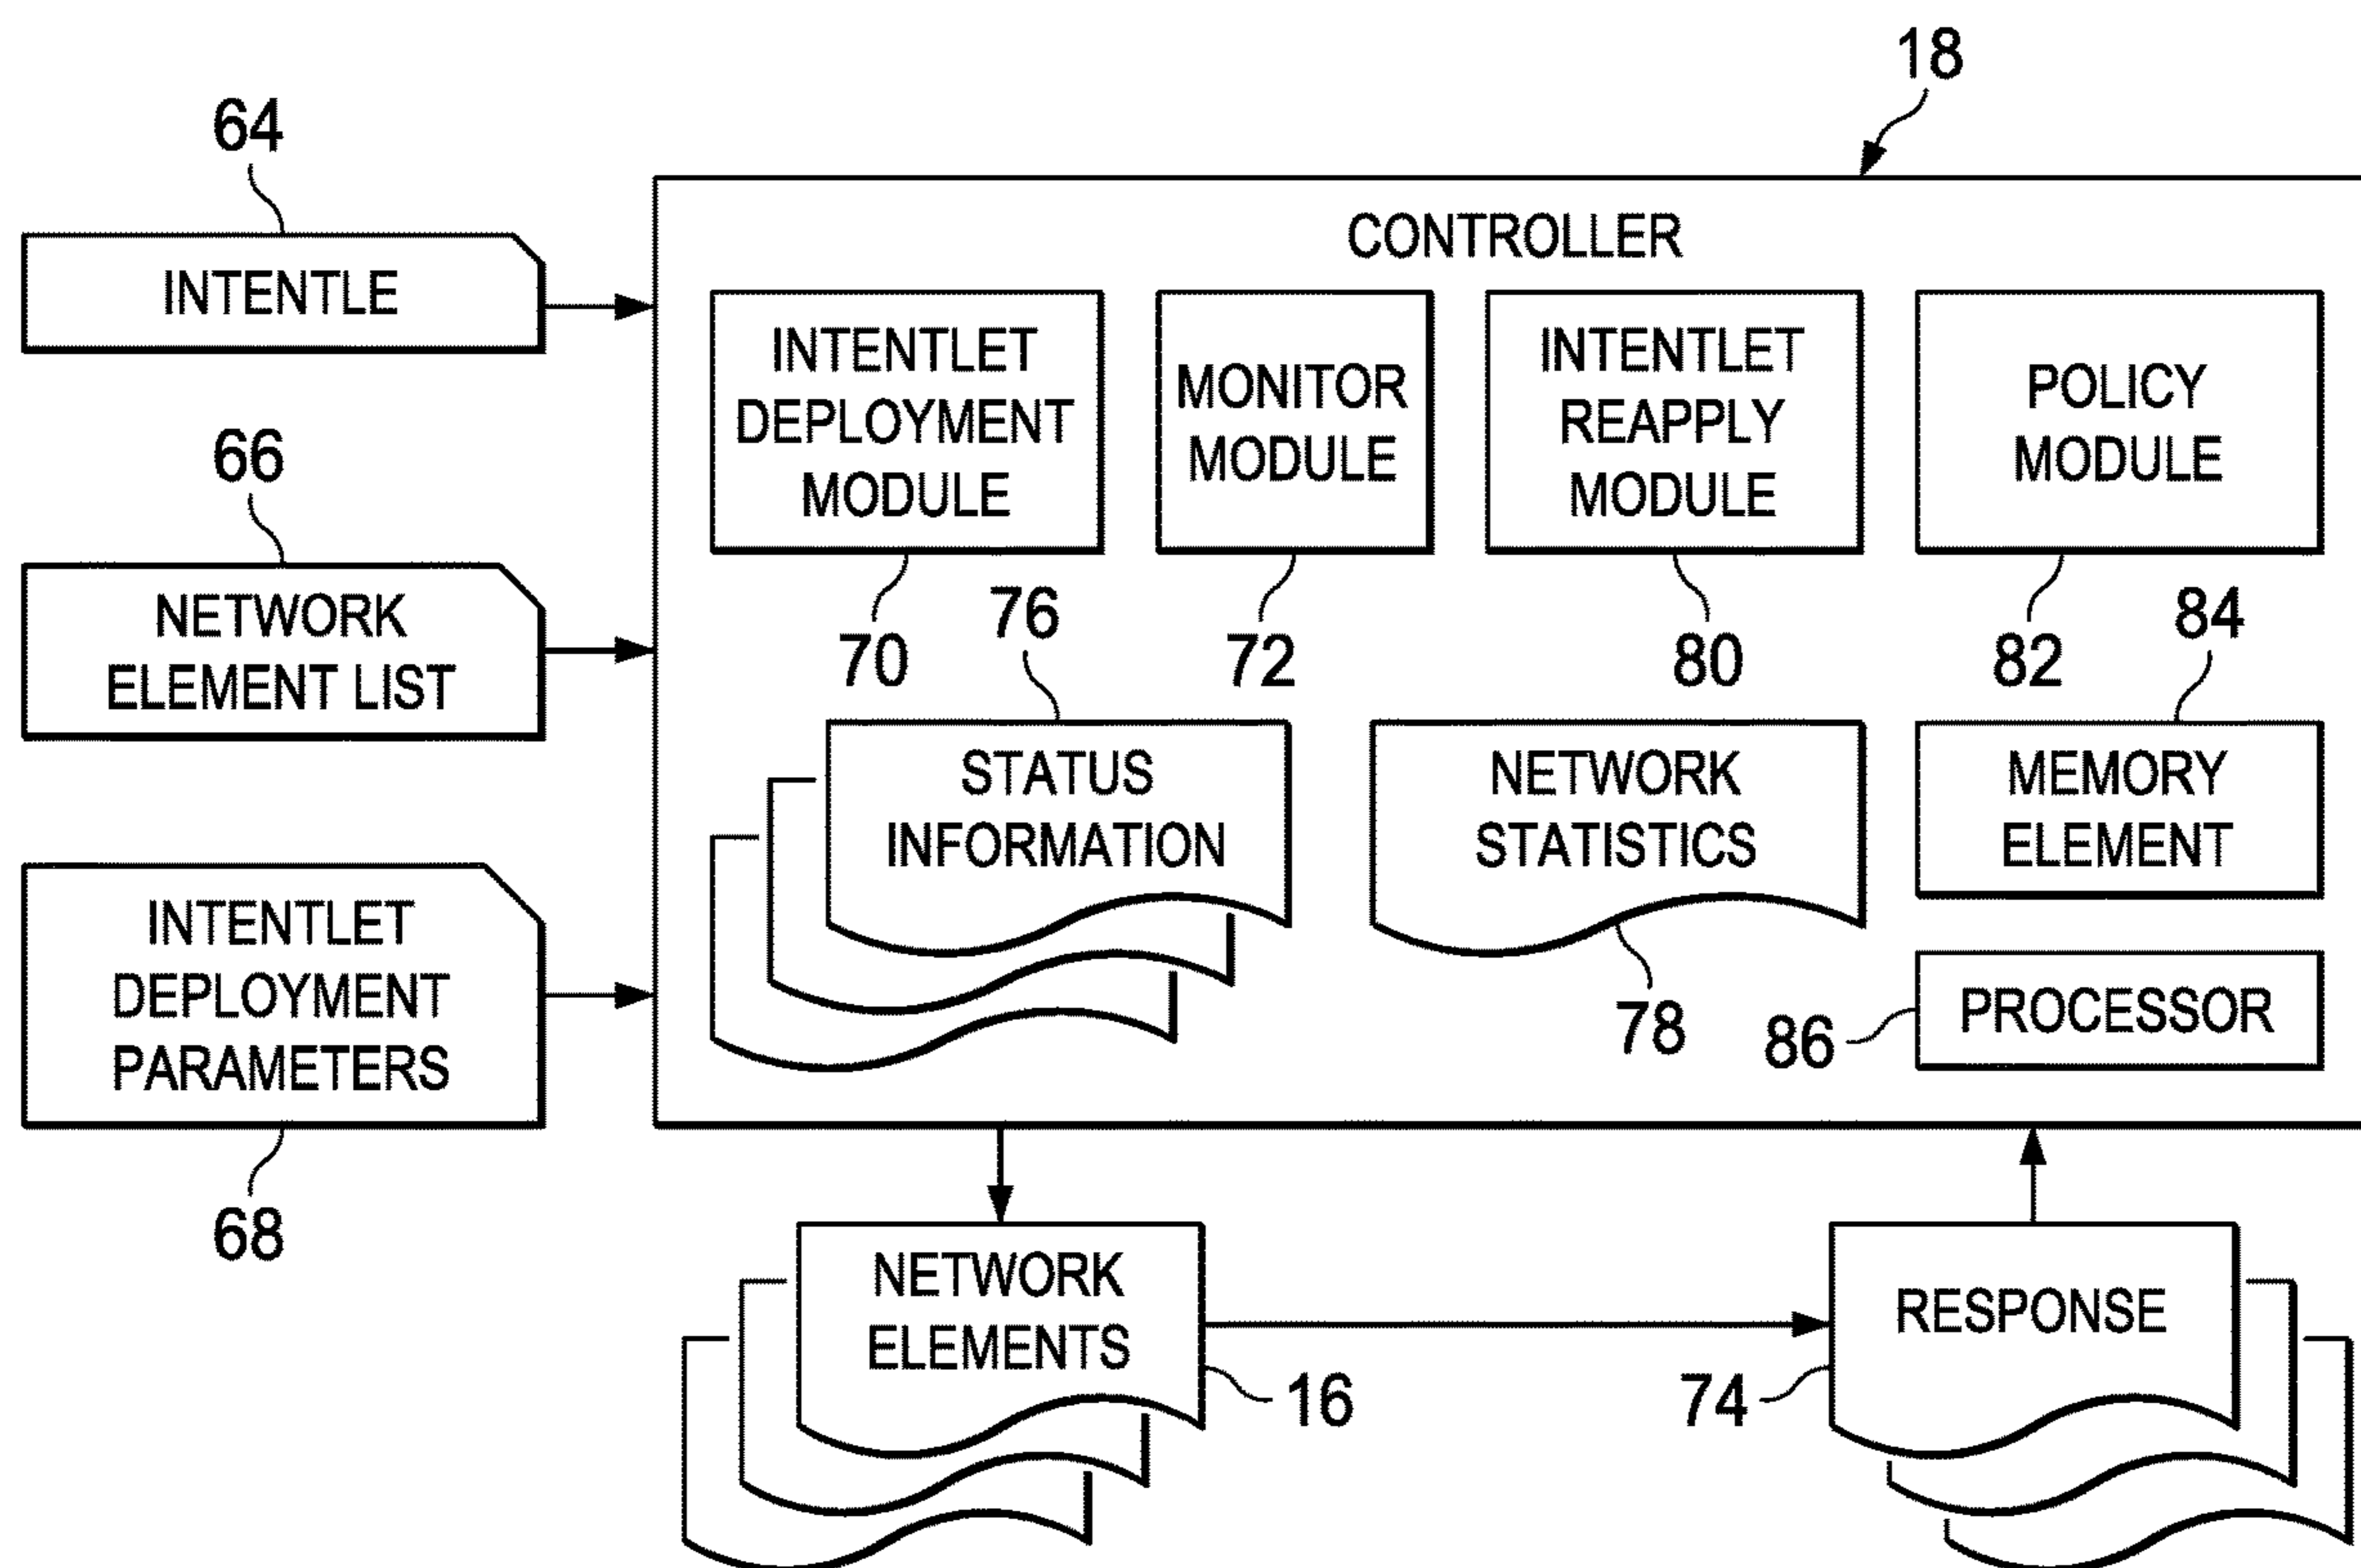 18
64
INTENTLE
CONTROLLER
INTENTLET
DEPLOYMENT
MODULE
MONITOR
MODULE
INTENTLET
REAPPLY
MODULE
POLICY
MODULE
66
NETWORK
ELEMENT LIST
70
76
72
80
82
84
STATUS
INFORMATION
NETWORK
STATISTICS
MEMORY
ELEMENT
INTENTLET
DEPLOYMENT
PARAMETERS
78
86
PROCESSOR
68
NETWORK
ELEMENTS
16
74
RESPONSE